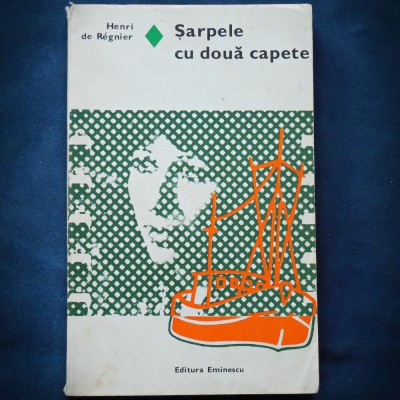 Henri
de Régnier
Șarpele
cu două capete
Editura Eminescu